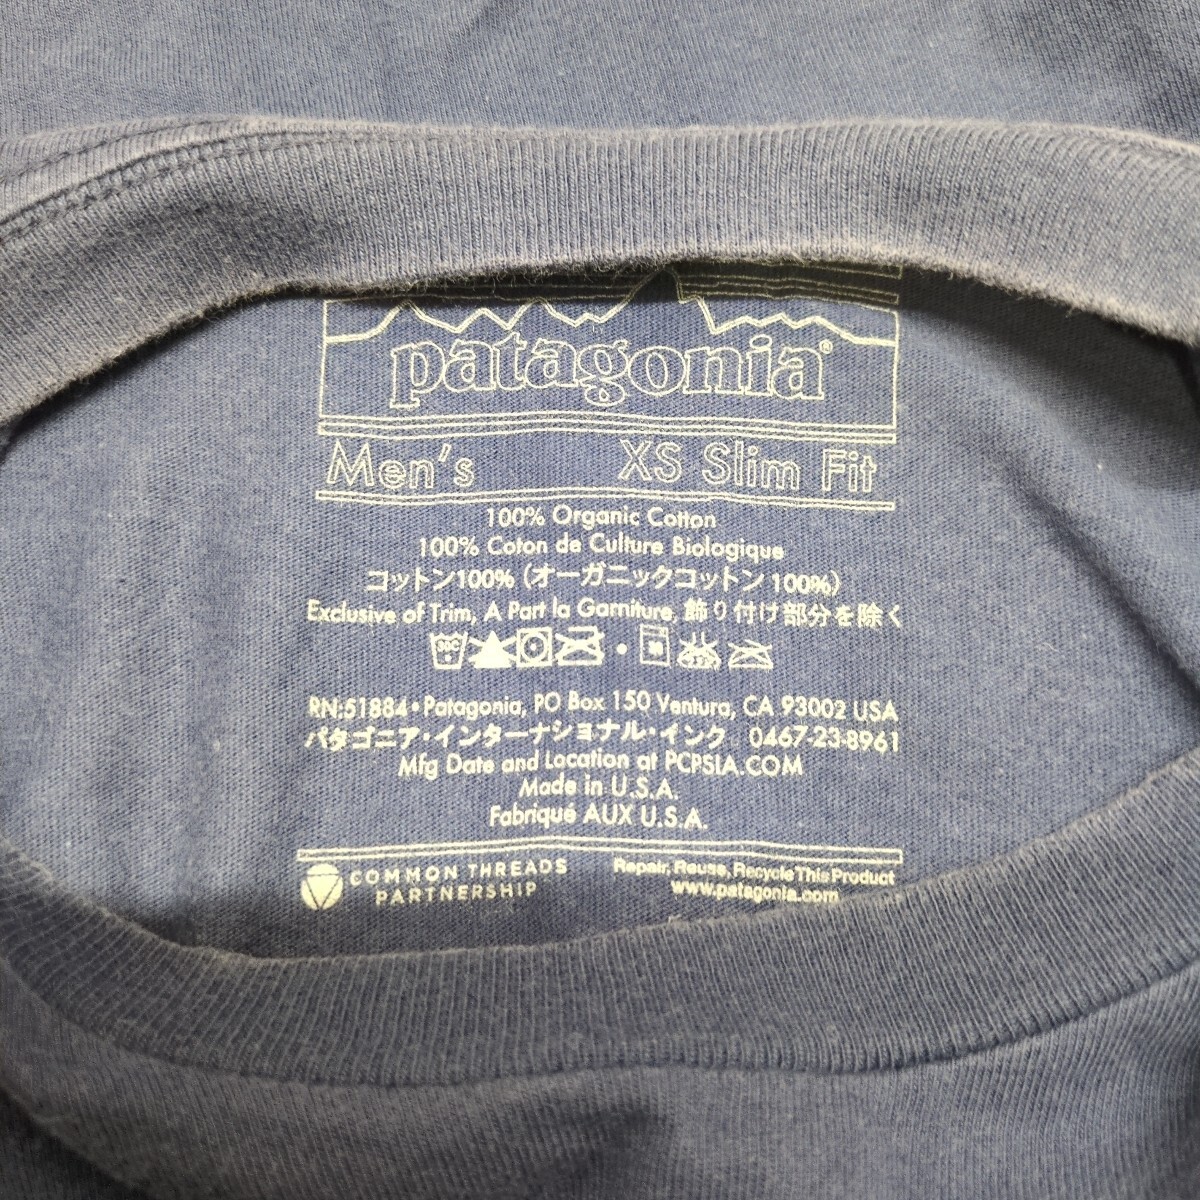 patagonia®
Men's XS Slim Fit
100% Organic Cotton
100% Coton de Culture Biologique
コットン100% (オーガニックコットン 100%)
Exclusive of Trim, A Part la Garniture, 飾り付け部分を除く
30C 30
RN:51884•Patagonia, PO Box 150 Ventura, CA 93002 USA
パタゴニア・インターナショナル・インク 0467-23-8961
Mfg Date and Location at PCPSIA.COM
Made in U.S.A.
Fabriqué AUX U.S.A.
COMMON THREADS
PARTNERSHIP
Repair, Reuse, Recycle This Product
www.patagonia.com